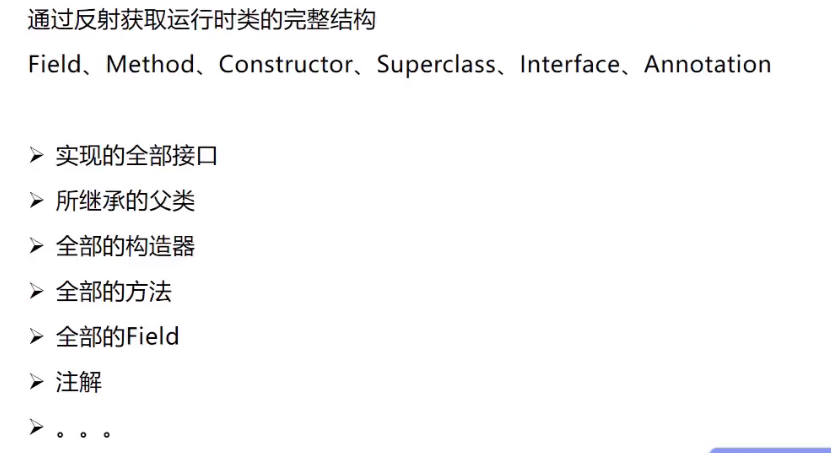 通过反射获取运行时类的完整结构
Field、Method、Constructor、Superclass、Interface、Annotation
➢ 实现的全部接口
➢ 所继承的父类
➢ 全部的构造器
➢ 全部的方法
➢ 全部的Field
➢ 注解
➢ 。。。